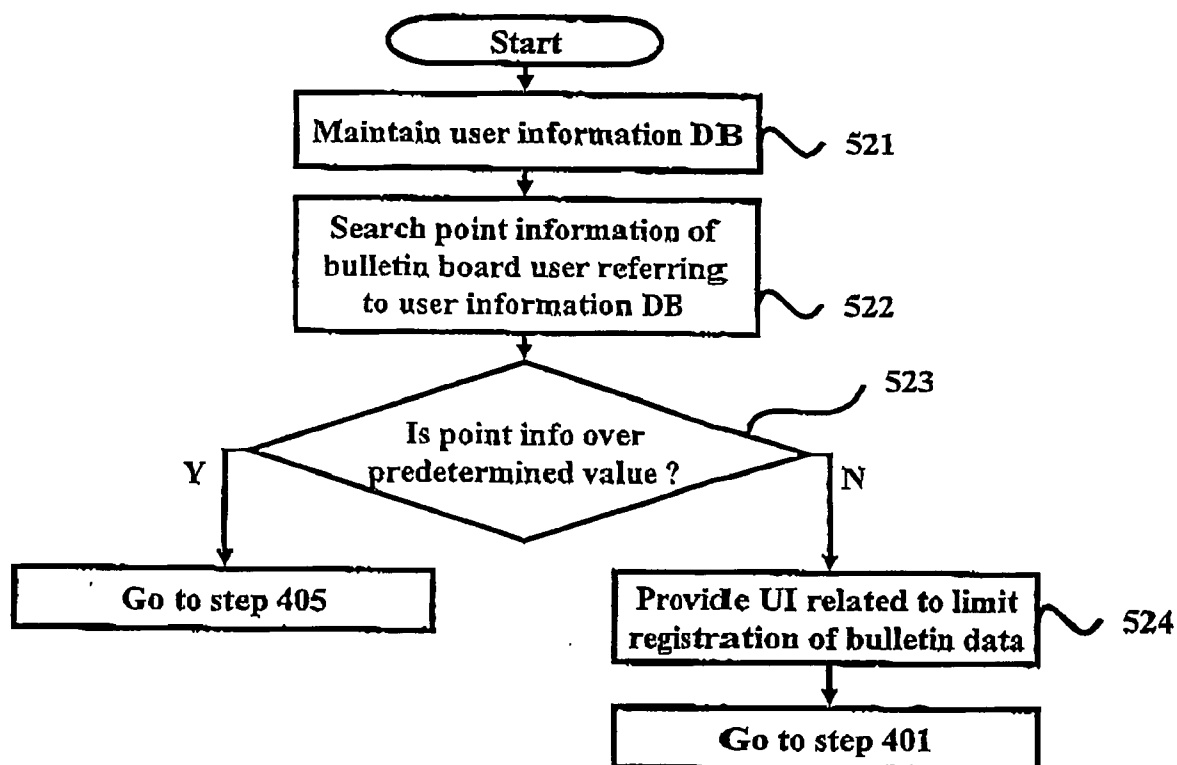 Start
Maintain user information DB
521
Search point information of
bulletin board user referring
to user information DB
522
523
Is point info over
predetermined value ?
Y
N
Go to step 405
Provide UI related to limit
registration of bulletin data
524
Go to step 401